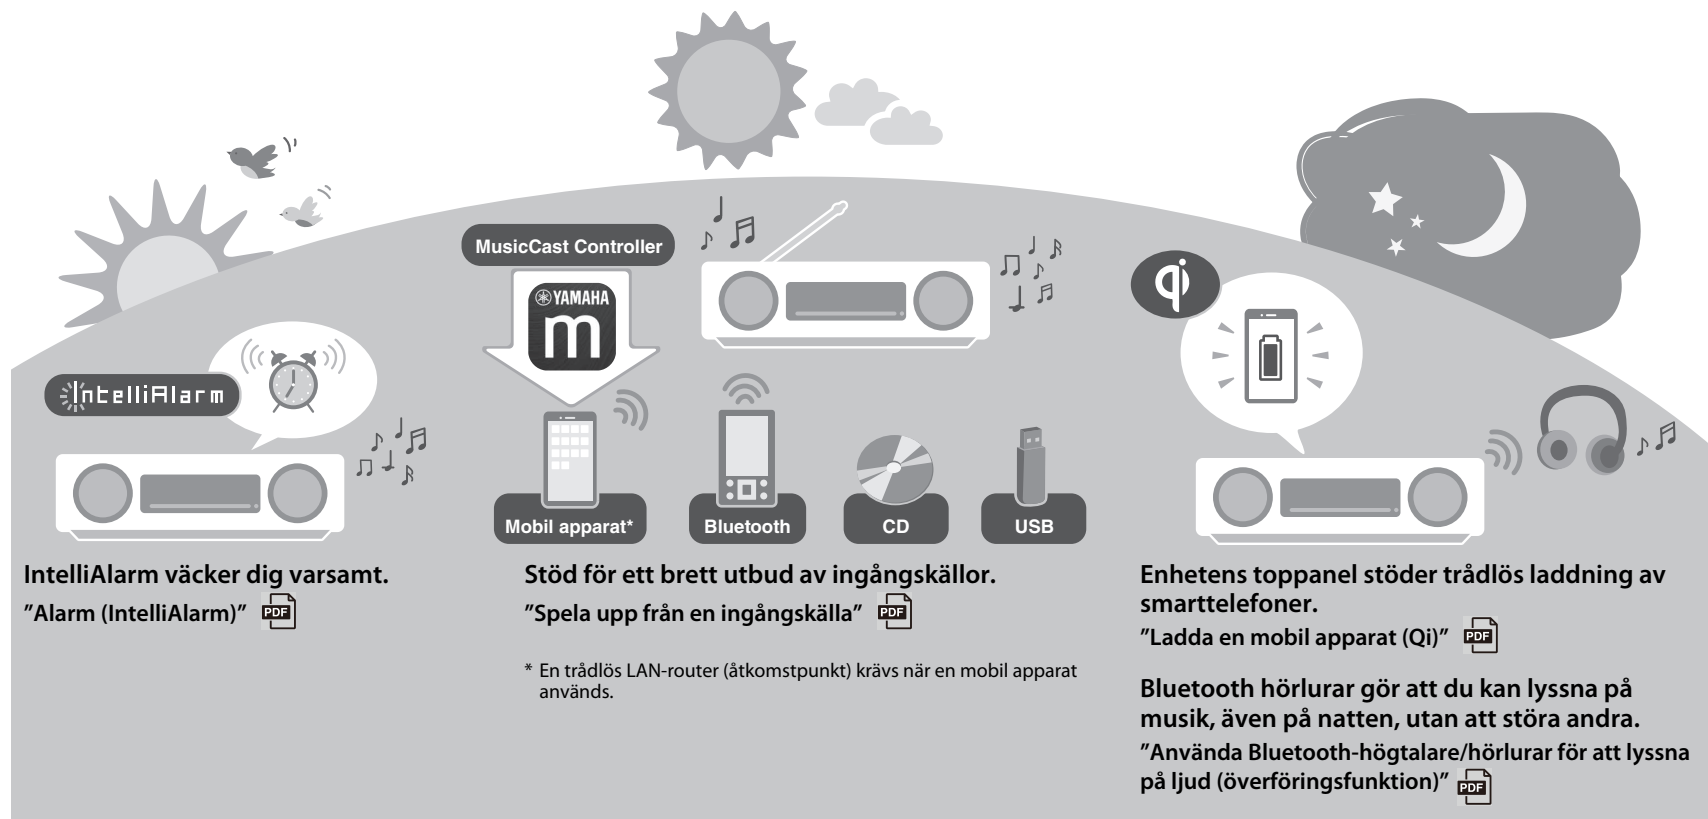 IntelliAlarm
IntelliAlarm väcker dig varsamt.
”Alarm (IntelliAlarm)” PDF
MusicCast Controller
YAMAHA
m
Mobil apparat*
Bluetooth
CD
USB
Stöd för ett brett utbud av ingångskällor.
”Spela upp från en ingångskälla” PDF
* En trådlös LAN-router (åtkomstpunkt) krävs när en mobil apparat
används.
qi
Enhetens toppanel stöder trådlös laddning av
smarttelefoner.
”Ladda en mobil apparat (Qi)” PDF
Bluetooth hörlurar gör att du kan lyssna på
musik, även på natten, utan att störa andra.
”Använda Bluetooth-högtalare/hörlurar för att lyssna
på ljud (överföringsfunktion)” PDF